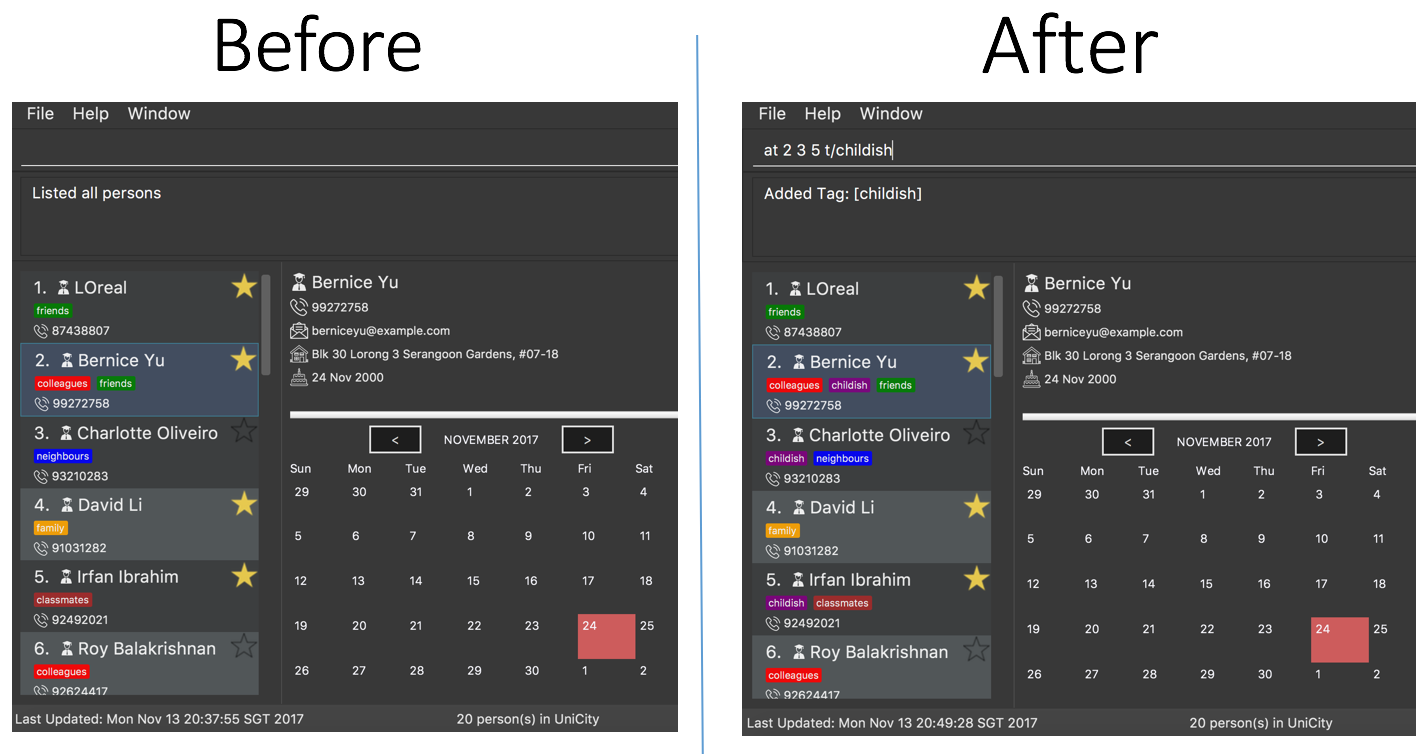 Before
File Help Window
Listed all persons
1. LOreal
friends
87438807
2. Bernice Yu
colleagues friends
99272758
3. Charlotte Oliveiro
neighbours
93210283
4. David Li
family
91031282
5. Irfan Ibrahim
classmates
92492021
6. Roy Balakrishnan
colleagues
92624417
Bernice Yu
99272758
berniceyu@example.com
Blk 30 Lorong 3 Serangoon Gardens, #07-18
24 Nov 2000
< NOVEMBER 2017 >
Sun Mon Tue Wed Thu Fri Sat
29 30 31 1 2 3 4
5 6 7 8 9 10 11
12 13 14 15 16 17 18
19 20 21 22 23 24 25
26 27 28 29 30 1 2
Last Updated: Mon Nov 13 20:37:55 SGT 2017 20 person(s) in UniCity
After
File Help Window
at 2 3 5 t/childish
Added Tag: [childish]
1. LOreal
friends
87438807
2. Bernice Yu
colleagues childish friends
99272758
3. Charlotte Oliveiro
childish neighbours
93210283
4. David Li
family
91031282
5. Irfan Ibrahim
childish classmates
92492021
6. Roy Balakrishnan
colleagues
92624417
Bernice Yu
99272758
berniceyu@example.com
Blk 30 Lorong 3 Serangoon Gardens, #07-18
24 Nov 2000
< NOVEMBER 2017 >
Sun Mon Tue Wed Thu Fri Sat
29 30 31 1 2 3 4
5 6 7 8 9 10 11
12 13 14 15 16 17 18
19 20 21 22 23 24 25
26 27 28 29 30 1 2
Last Updated: Mon Nov 13 20:49:28 SGT 2017 20 person(s) in UniCity